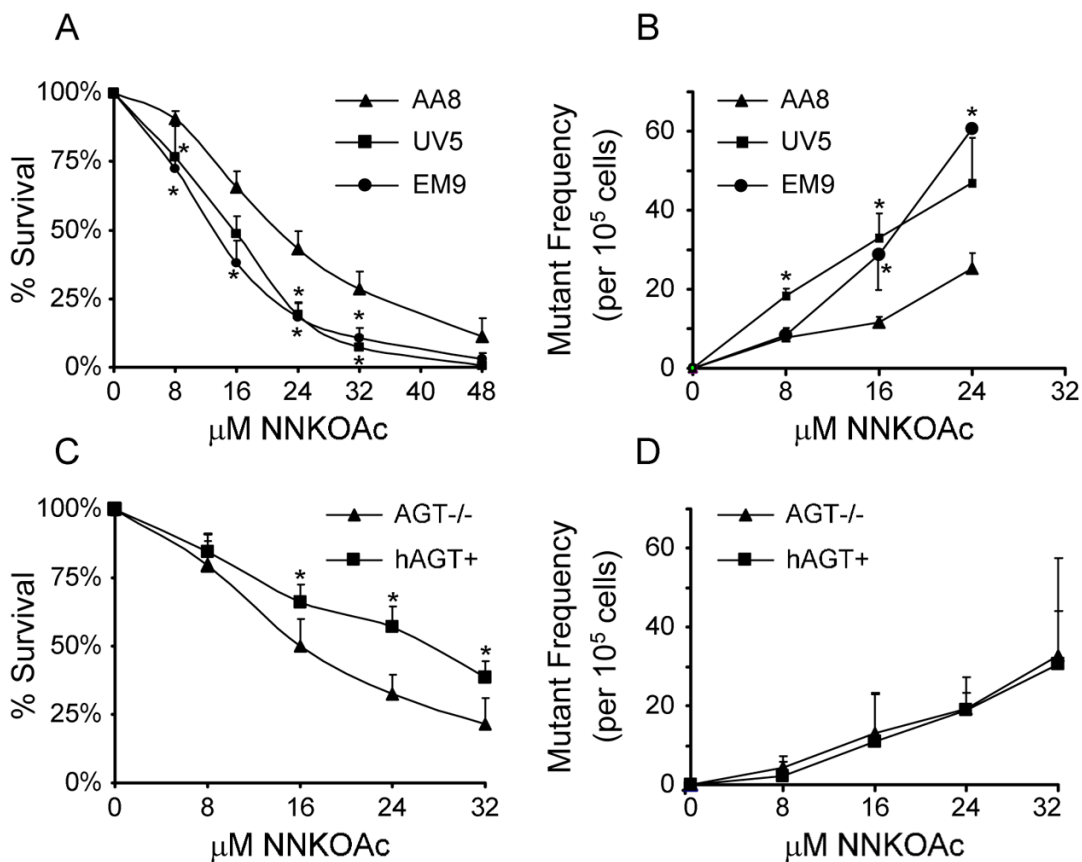 A
100%
75%
50%
25%
0%
% Survival
AA8
UV5
EM9
* * * * * * *
0 8 16 24 32 40 48
μM NNKOAc
B
60
40
20
0
Mutant Frequency
(per 10⁵ cells)
AA8
UV5
EM9
* * * *
0 8 16 24 32
μM NNKOAc
C
100%
75%
50%
25%
0%
% Survival
AGT-/-
hAGT+
* * *
0 8 16 24 32
μM NNKOAc
D
60
40
20
0
Mutant Frequency
(per 10⁵ cells)
AGT-/-
hAGT+
0 8 16 24 32
μM NNKOAc